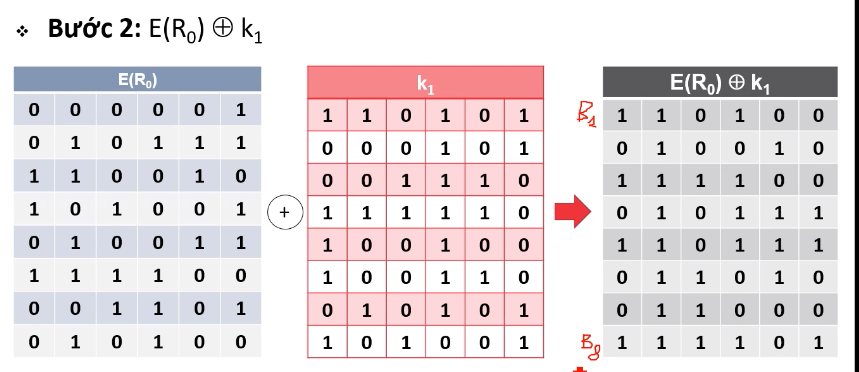 ❖ Bước 2: E(R₀) ⊕ k₁
E(R₀) k₁ E(R₀) ⊕ k₁
0 0 0 0 0 1 1 1 0 1 0 1 B₁ 1 1 0 1 0 0
0 1 0 1 1 1 0 0 0 1 0 1 0 1 0 0 1 0
1 1 0 0 1 0 0 0 1 1 1 0 1 1 1 1 0 0
1 0 1 0 0 1 + 1 1 1 1 1 0 0 1 0 1 1 1
0 1 0 0 1 1 1 0 0 1 0 0 1 1 0 1 1 1
1 1 1 1 0 0 1 0 0 1 1 0 0 1 1 0 1 0
0 0 1 1 0 1 0 1 0 1 0 1 0 1 1 0 0 0
0 1 0 1 0 0 1 0 1 0 0 1 B₈ 1 1 1 1 0 1